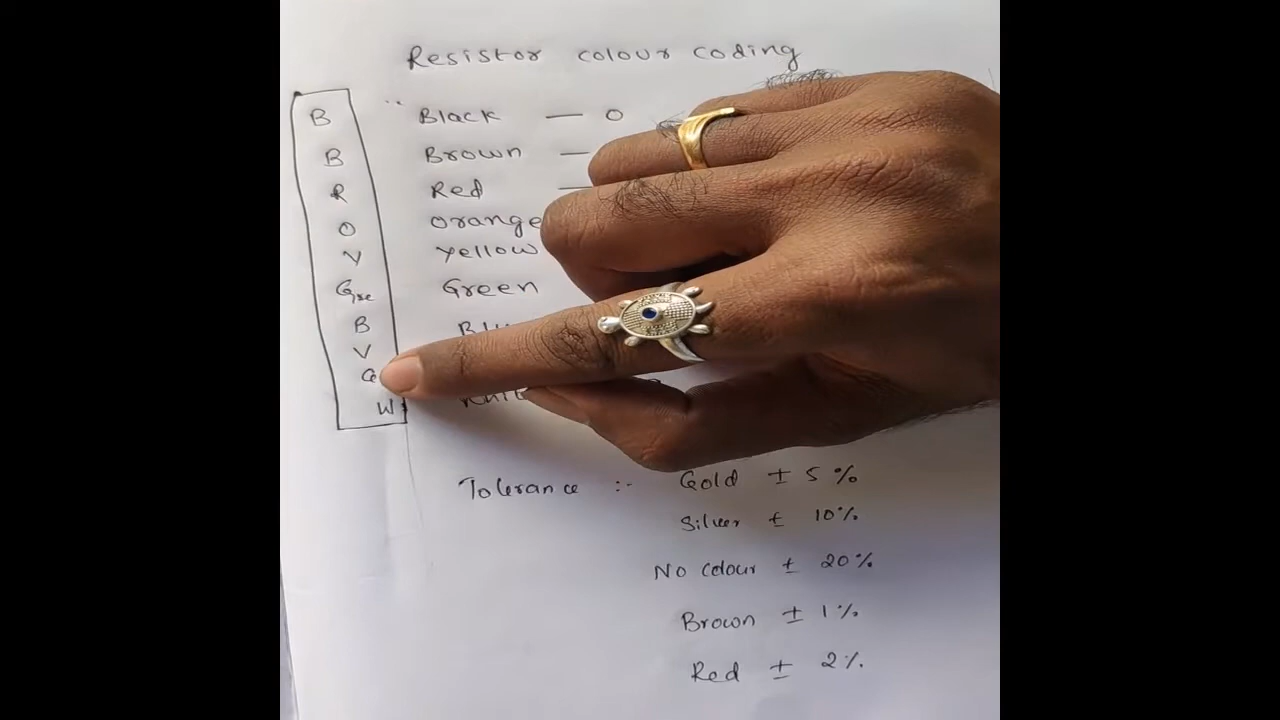 Resistor colour coding
B Black — 0
B Brown —
R Red —
O Orange
Y Yellow
Gre Green
B
V
G
W
Tolerance :- Gold ± 5 %
Silver ± 10%
No colour ± 20%
Brown ± 1%
Red ± 2%